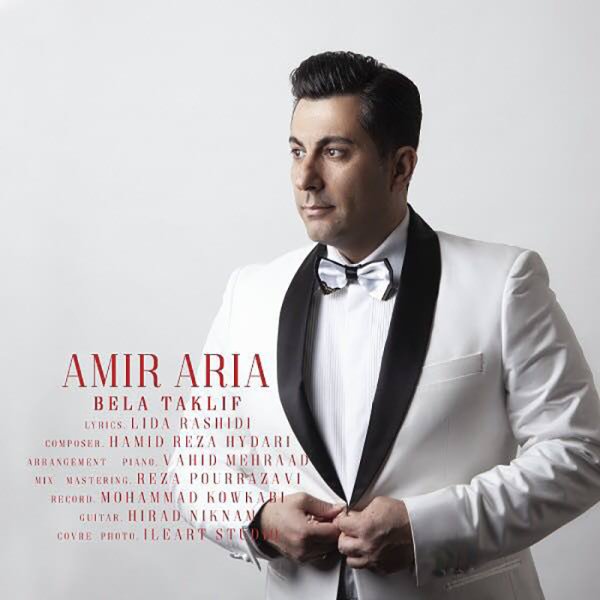 AMIR ARIA
BELA TAKLIF
LYRICS. LIDA RASHIDI
COMPOSER. HAMID REZA HYDARI
ARRANGEMENT PIANO. VAHID MEHRAAD
MIX MASTERING. REZA POURRAZAVI
RECORD. MOHAMMAD KOWKABI
GUITAR. HIRAD NIKNAM
COVRE PHOTO. ILEART STUDIO